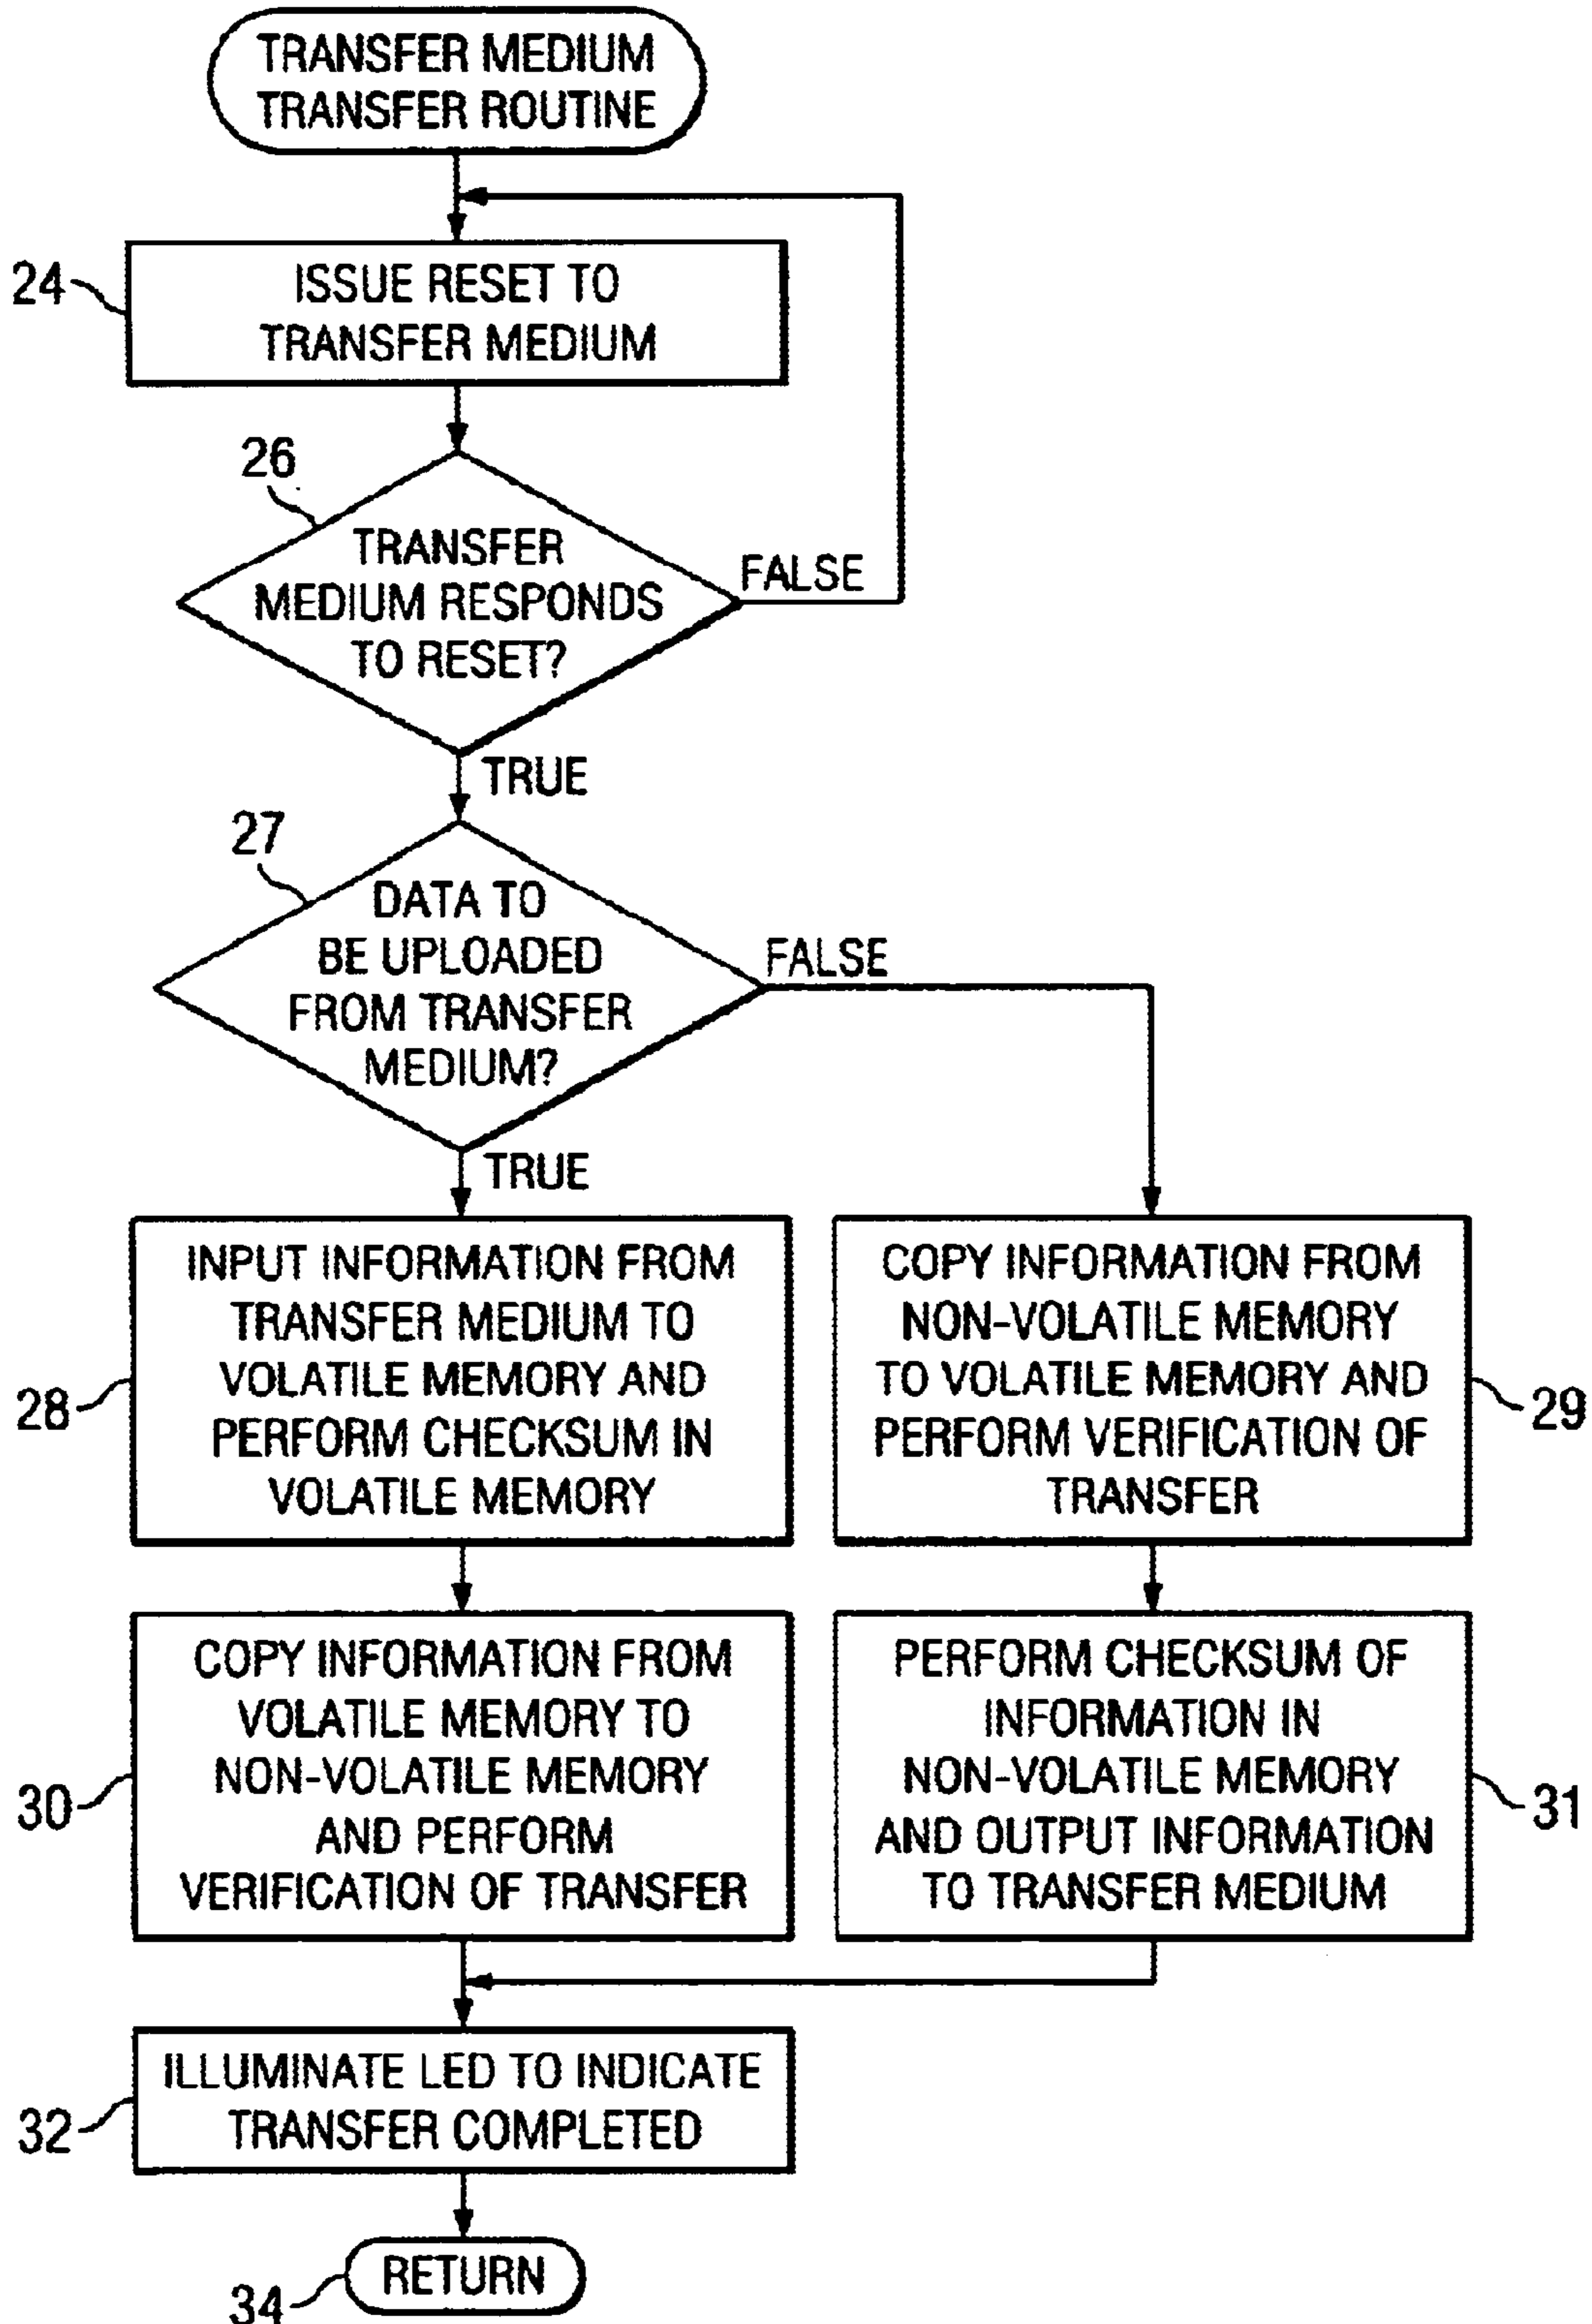 TRANSFER MEDIUM
TRANSFER ROUTINE
24
ISSUE RESET TO
TRANSFER MEDIUM
26
TRANSFER
MEDIUM RESPONDS
TO RESET?
FALSE
TRUE
27
DATA TO
BE UPLOADED
FROM TRANSFER
MEDIUM?
FALSE
TRUE
28
INPUT INFORMATION FROM
TRANSFER MEDIUM TO
VOLATILE MEMORY AND
PERFORM CHECKSUM IN
VOLATILE MEMORY
COPY INFORMATION FROM
NON-VOLATILE MEMORY
TO VOLATILE MEMORY AND
PERFORM VERIFICATION OF
TRANSFER
29
30
COPY INFORMATION FROM
VOLATILE MEMORY TO
NON-VOLATILE MEMORY
AND PERFORM
VERIFICATION OF TRANSFER
PERFORM CHECKSUM OF
INFORMATION IN
NON-VOLATILE MEMORY
AND OUTPUT INFORMATION
TO TRANSFER MEDIUM
31
32
ILLUMINATE LED TO INDICATE
TRANSFER COMPLETED
34
RETURN